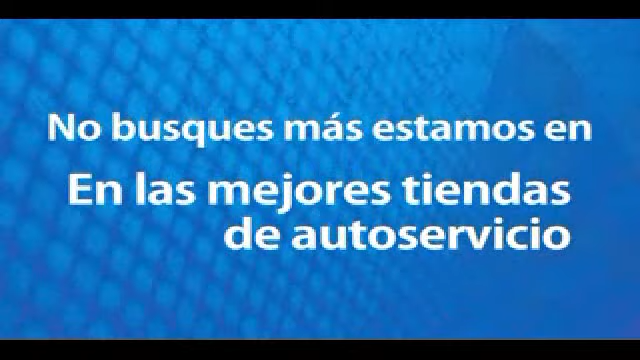 No busques más estamos en
En las mejores tiendas
de autoservicio